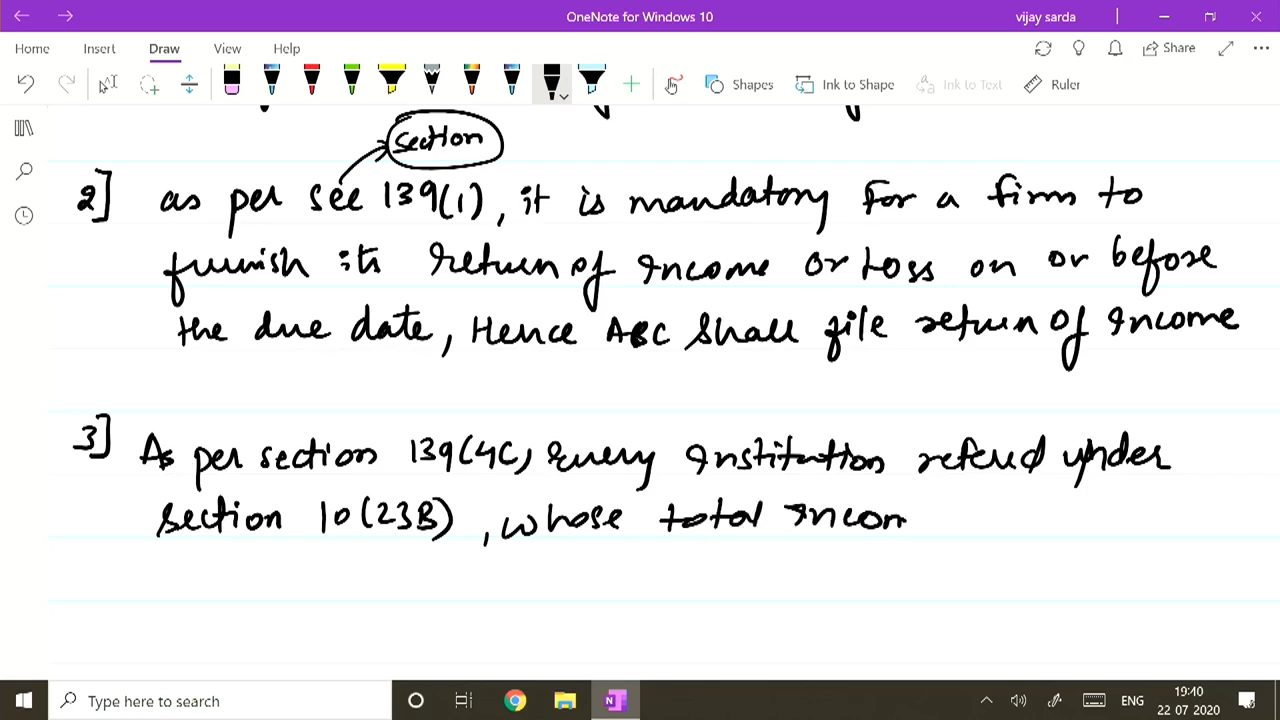 OneNote for Windows 10
vijay sarda
Home Insert Draw View Help
Share
Shapes
Ink to Shape
Ink to Text
Ruler
section
2] as per sec 139(1), it is mandatory for a firm to
furnish its return of income or loss on or before
the due date, Hence ABC shall file return of income
3] As per section 139(4C, every institution refered under
section 10(23B), whose total incom
Type here to search
ENG
19:40
22-07-2020